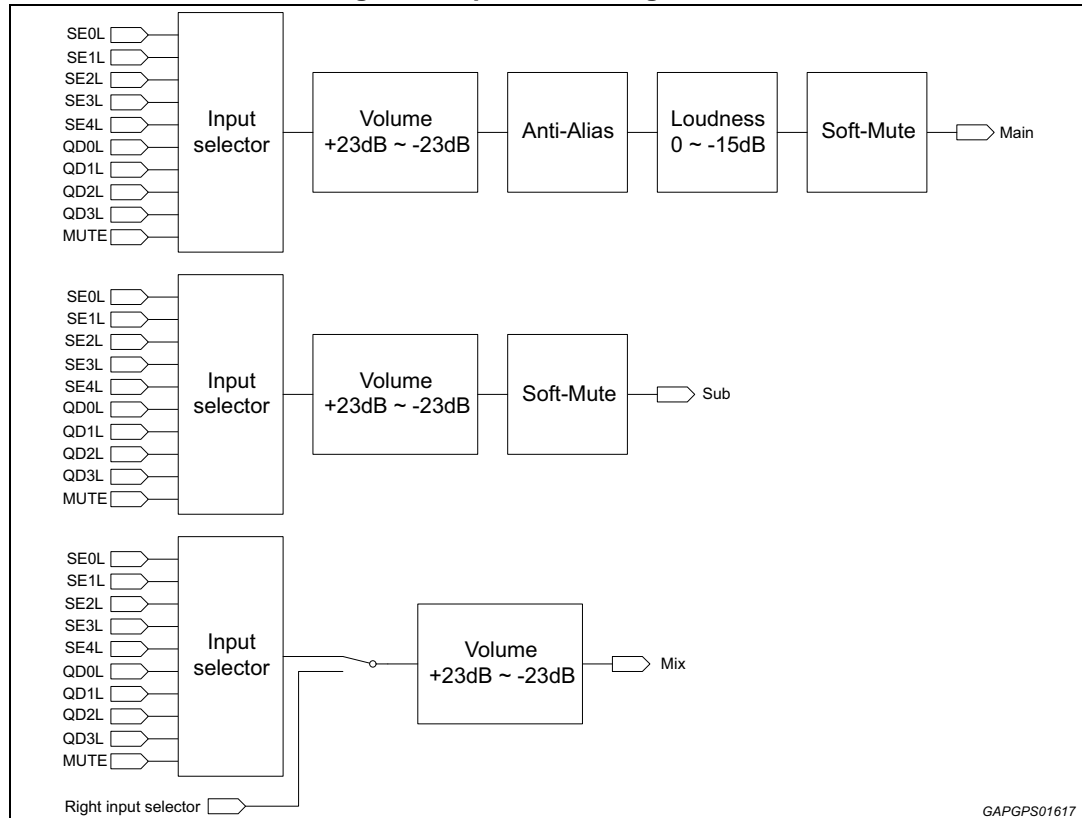 SE0L
SE1L
SE2L
SE3L
SE4L
QD0L
QD1L
QD2L
QD3L
MUTE
Input
selector
Volume
+23dB ~ -23dB
Anti-Alias
Loudness
0 ~ -15dB
Soft-Mute
Main
SE0L
SE1L
SE2L
SE3L
SE4L
QD0L
QD1L
QD2L
QD3L
MUTE
Input
selector
Volume
+23dB ~ -23dB
Soft-Mute
Sub
SE0L
SE1L
SE2L
SE3L
SE4L
QD0L
QD1L
QD2L
QD3L
MUTE
Input
selector
Volume
+23dB ~ -23dB
Mix
Right input selector
GAPGPS01617